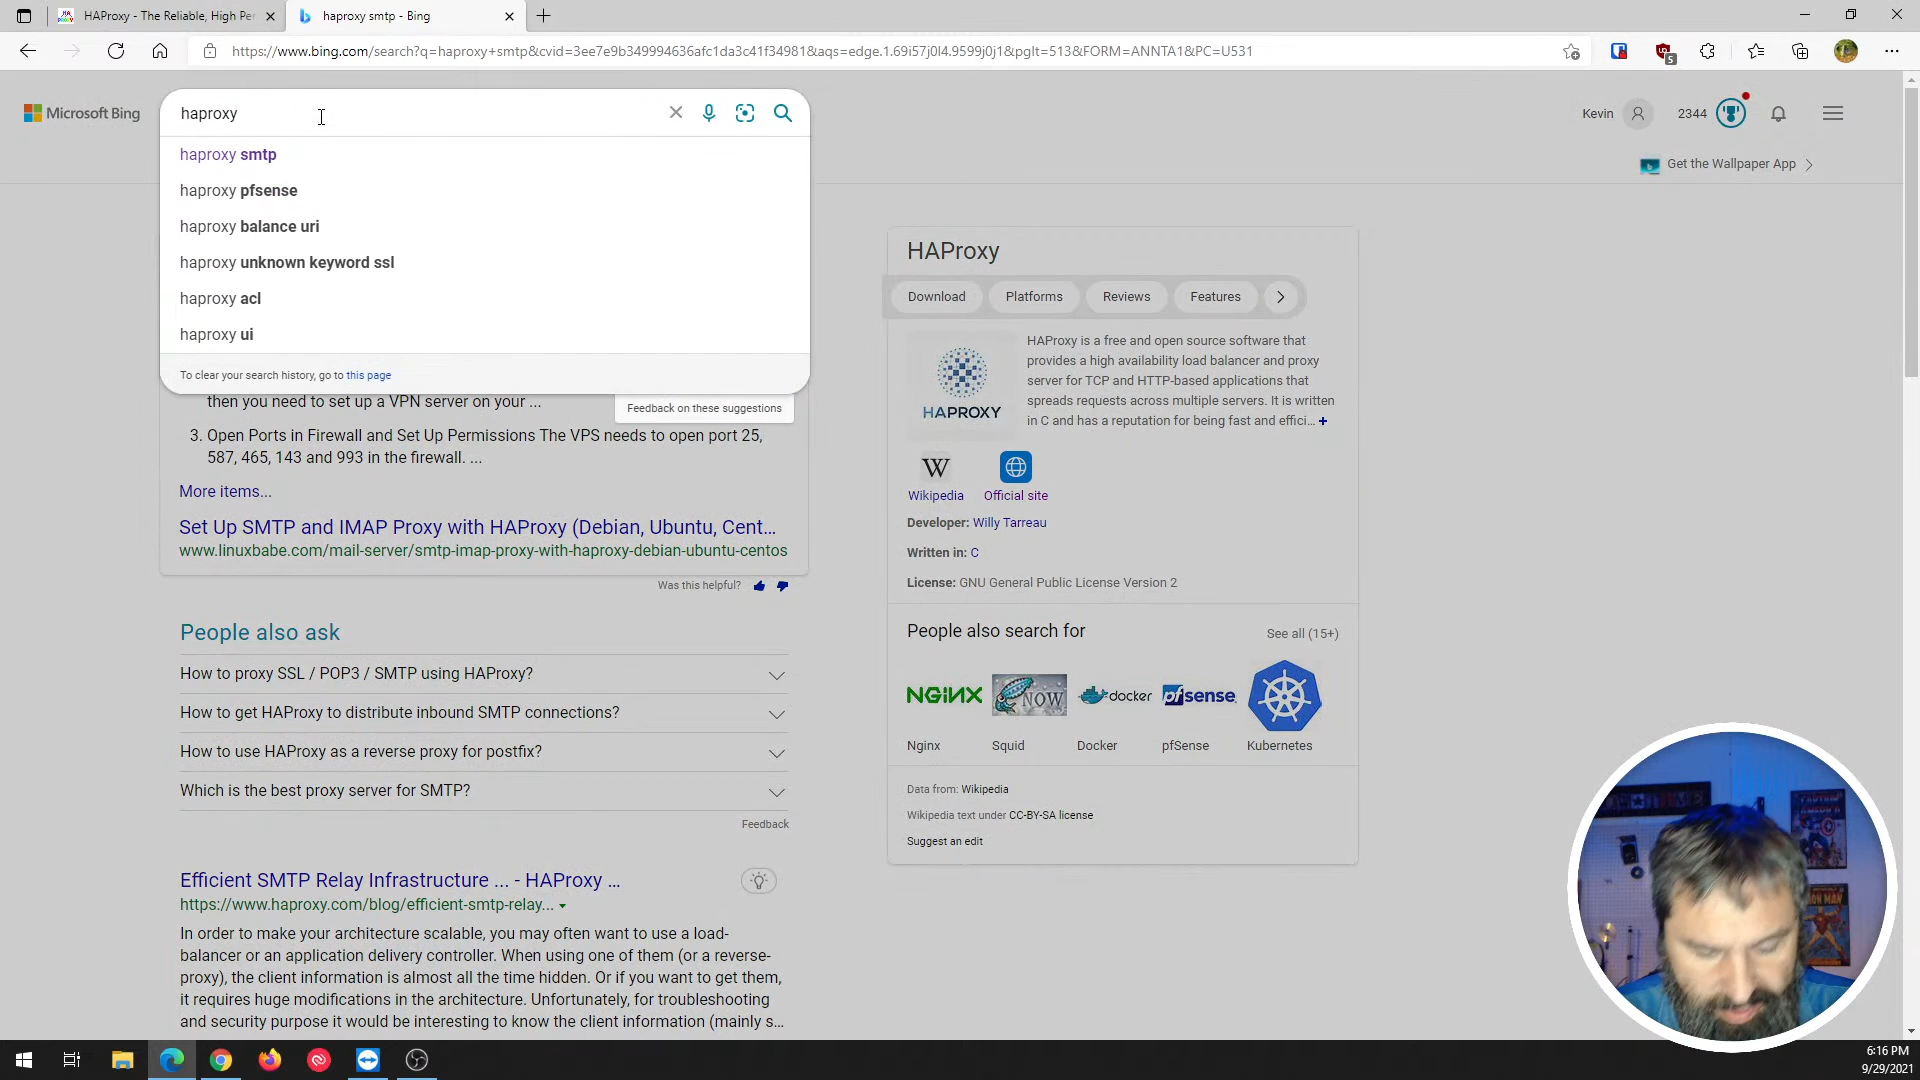 HAProxy - The Reliable, High Per
haproxy smtp - Bing
https://www.bing.com/search?q=haproxy+smtp&cvid=3ee7e9b349994636afc1da3c41f34981&aqs=edge.1.69i57j0l4.9599j0j1&pglt=513&FORM=ANNTA1&PC=U531
5
Microsoft Bing
haproxy
Kevin
2344
haproxy smtp
haproxy pfsense
haproxy balance uri
haproxy unknown keyword ssl
haproxy acl
haproxy ui
To clear your search history, go to this page
Get the Wallpaper App
then you need to set up a VPN server on your ...
Feedback on these suggestions
3. Open Ports in Firewall and Set Up Permissions The VPS needs to open port 25,
587, 465, 143 and 993 in the firewall. ...
More items...
Set Up SMTP and IMAP Proxy with HAProxy (Debian, Ubuntu, Cent...
www.linuxbabe.com/mail-server/smtp-imap-proxy-with-haproxy-debian-ubuntu-centos
Was this helpful?
People also ask
How to proxy SSL / POP3 / SMTP using HAProxy?
How to get HAProxy to distribute inbound SMTP connections?
How to use HAProxy as a reverse proxy for postfix?
Which is the best proxy server for SMTP?
Feedback
Efficient SMTP Relay Infrastructure ... - HAProxy ...
https://www.haproxy.com/blog/efficient-smtp-relay...
In order to make your architecture scalable, you may often want to use a load-
balancer or an application delivery controller. When using one of them (or a reverse-
proxy), the client information is almost all the time hidden. Or if you want to get them,
it requires huge modifications in the architecture. Unfortunately, for troubleshooting
and security purpose it would be interesting to know the client information (mainly s...
HAProxy
Download
Platforms
Reviews
Features
HAPROXY
HAProxy is a free and open source software that
provides a high availability load balancer and proxy
server for TCP and HTTP-based applications that
spreads requests across multiple servers. It is written
in C and has a reputation for being fast and effici... +
W
Wikipedia
Official site
Developer: Willy Tarreau
Written in: C
License: GNU General Public License Version 2
People also search for
See all (15+)
NGINX
NOW
docker
pfsense
Nginx
Squid
Docker
pfSense
Kubernetes
Data from: Wikipedia
Wikipedia text under CC-BY-SA license
Suggest an edit
IRON MAN
6:16 PM
9/29/2021